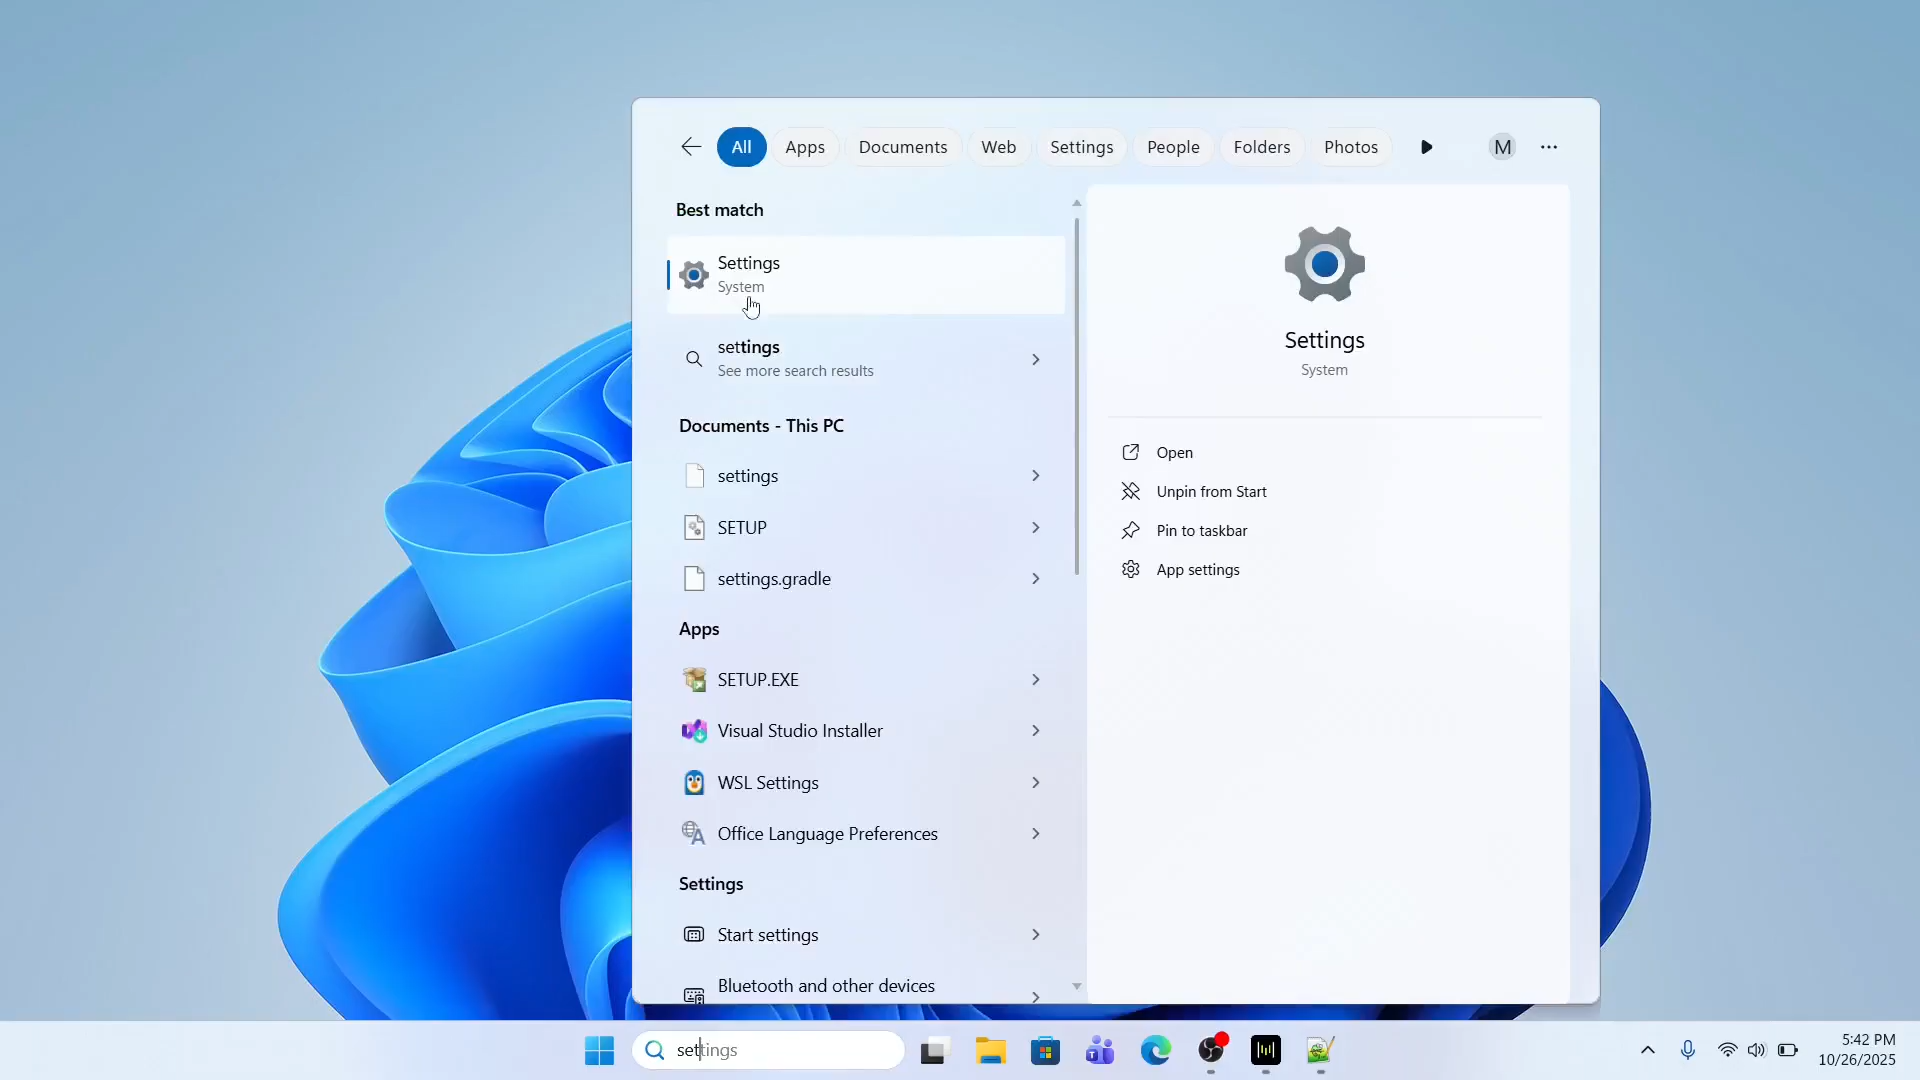 All
Apps
Documents
Web
Settings
People
Folders
Photos
M
Best match
Settings
System
settings
See more search results
Documents - This PC
settings
SETUP
settings.gradle
Apps
SETUP.EXE
Visual Studio Installer
WSL Settings
Office Language Preferences
Settings
Start settings
Bluetooth and other devices
Settings
System
Open
Unpin from Start
Pin to taskbar
App settings
settings
5:42 PM
10/26/2025